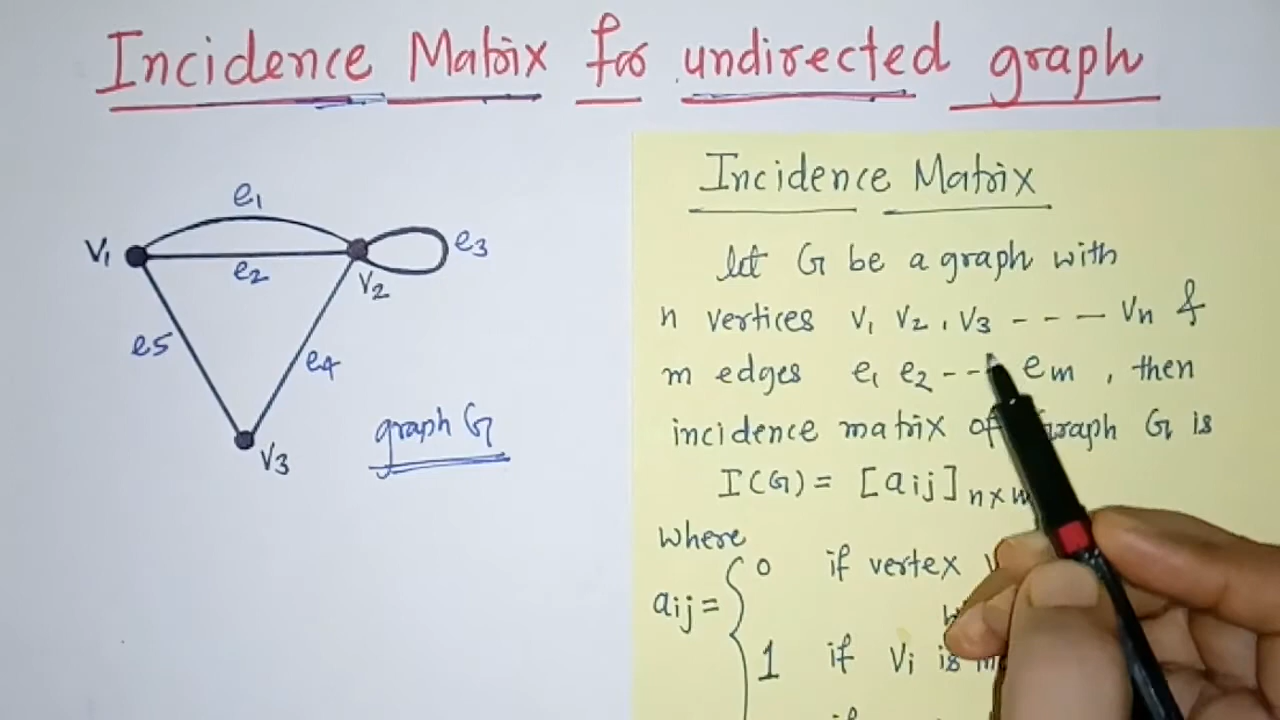 Incidence Matrix for undirected graph
e1
V1
e2
V2
e3
e5
e4
V3
graph G
Incidence Matrix
let G be a graph with
n vertices v1 v2, v3 - - - - vn &
m edges e1 e2 - - em, then
incidence matrix of graph G is
I(G) = [aij] n×m
where
aij = { 0 if vertex
1 if Vi is
if